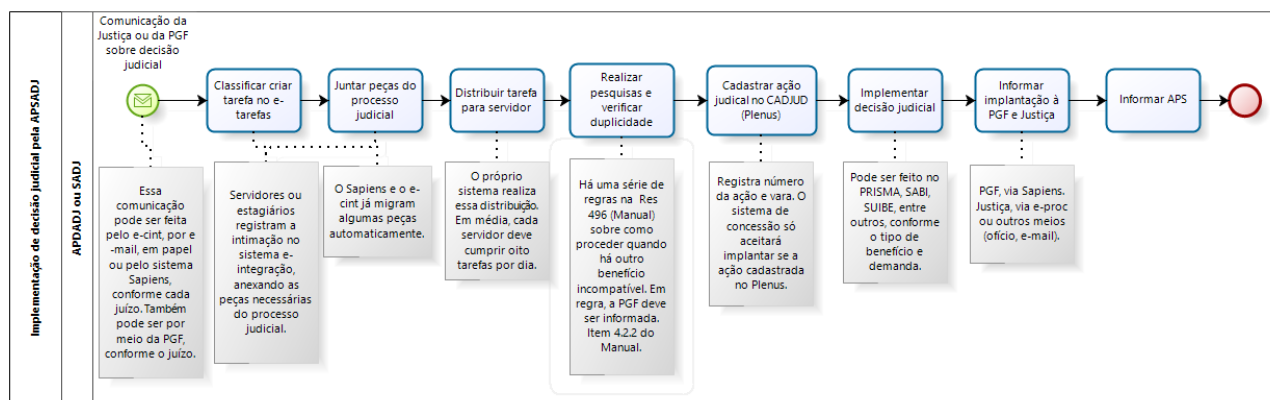 Implementação de decisão judicial pela APSADJ
APDADJ ou SADJ
Comunicação da
Justiça ou da PGF
sobre decisão
judicial
Classificar criar
tarefa no e-
tarefas
Juntar peças do
processo
judicial
Distribuir tarefa
para servidor
Realizar
pesquisas e
verificar
duplicidade
Cadastrar ação
judical no CADJUD
(Plenus)
Implementar
decisão judicial
Informar
implantação à
PGF e Justiça
Informar APS
Essa
comunicação
pode ser feita
pelo e-cint, por e
-mail, em papel
ou pelo sistema
Sapiens,
conforme cada
juízo. Também
pode ser por
meio da PGF,
conforme o juízo.
Servidores ou
estagiários
registram a
intimação no
sistema e-
integração,
anexando as
peças necessárias
do processo
judicial.
O Sapiens e o e-
cint já migram
algumas peças
automaticamente.
O próprio
sistema realiza
essa distribuição.
Em média, cada
servidor deve
cumprir oito
tarefas por dia.
Há uma série de
regras na Res
496 (Manual)
sobre como
proceder quando
há outro
benefício
incompatível. Em
regra, a PGF deve
ser informada.
Item 4.2.2 do
Manual.
Registra número
da ação e vara. O
sistema de
concessão só
aceitará
implantar se a
ação cadastrada
no Plenus.
Pode ser feito no
PRISMA, SABI,
SUIBE, entre
outros, conforme
o tipo de
benefício e
demanda.
PGF, via Sapiens.
Justiça, via e-proc
ou outros meios
(ofício, e-mail).